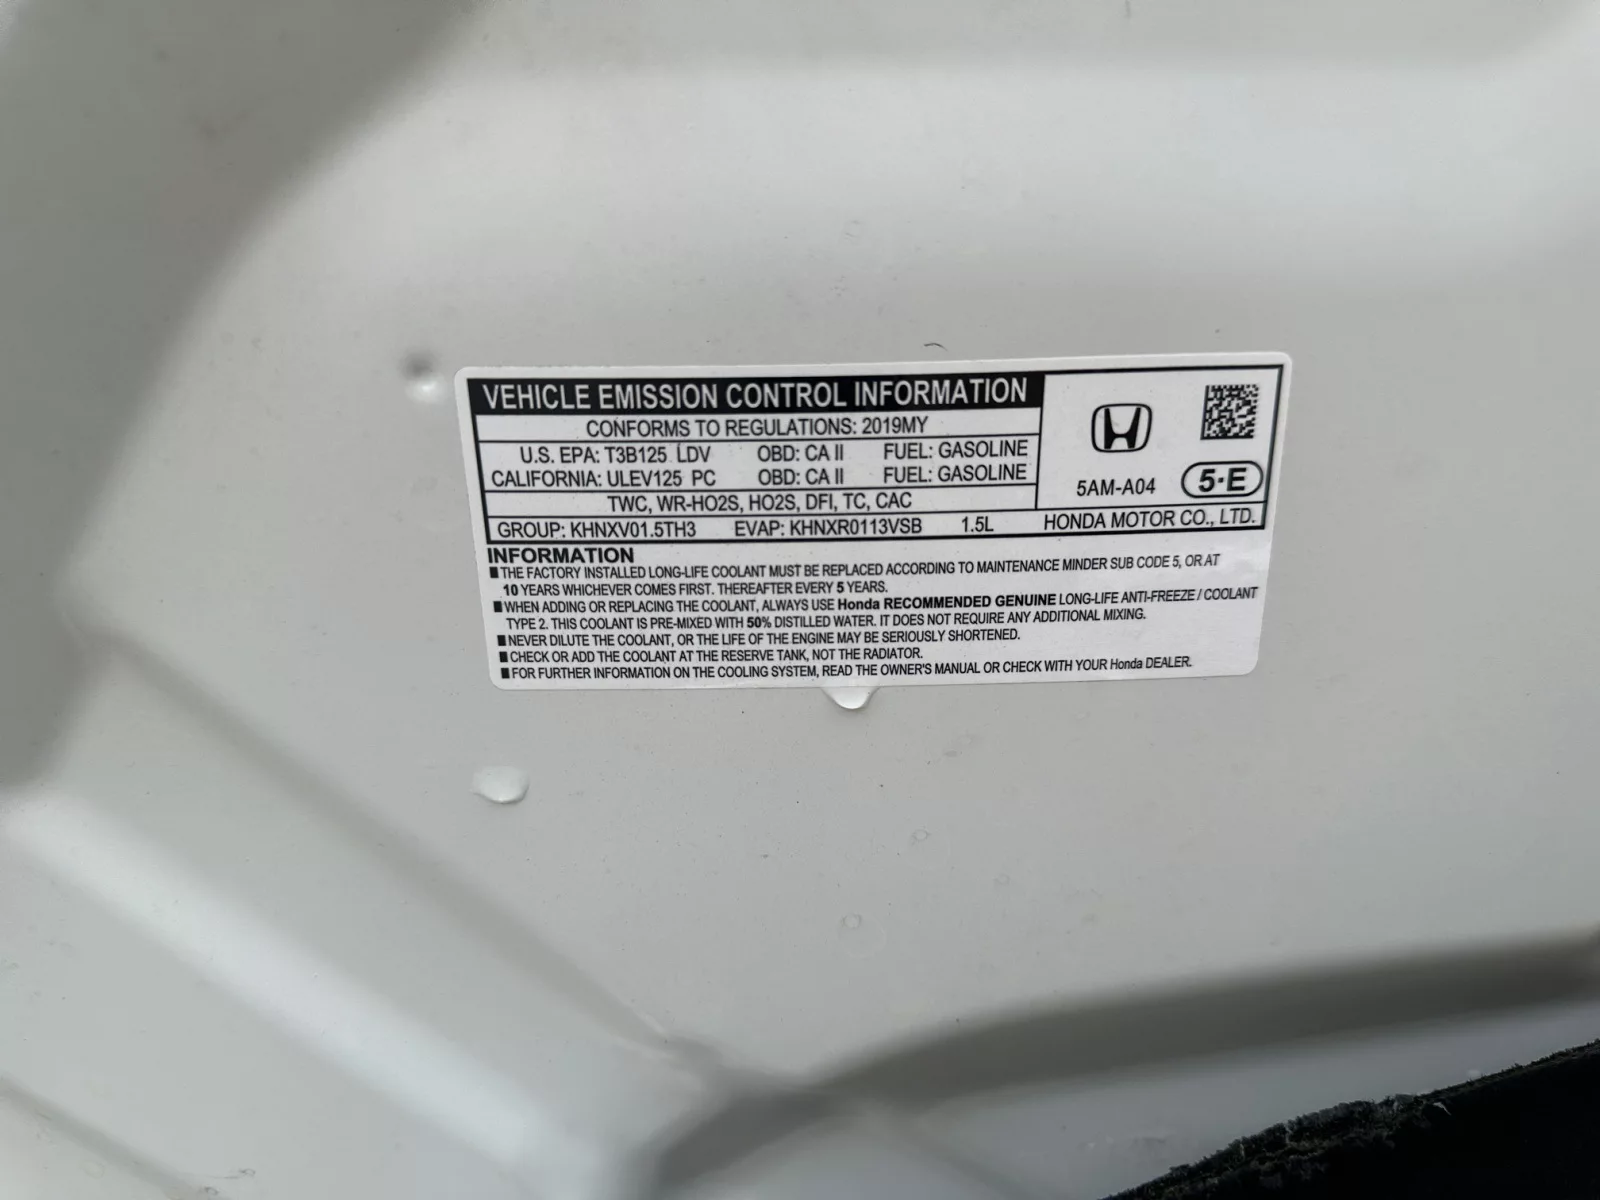 VEHICLE EMISSION CONTROL INFORMATION
CONFORMS TO REGULATIONS: 2019MY
U.S. EPA: T3B125 LDV OBD: CA II FUEL: GASOLINE
CALIFORNIA: ULEV125 PC OBD: CA II FUEL: GASOLINE
TWC, WR-HO2S, HO2S, DFI, TC, CAC
GROUP: KHNXV01.5TH3 EVAP: KHNXR0113VSB 1.5L
5AM-A04 5·E
HONDA MOTOR CO., LTD.
INFORMATION
■ THE FACTORY INSTALLED LONG-LIFE COOLANT MUST BE REPLACED ACCORDING TO MAINTENANCE MINDER SUB CODE 5, OR AT
10 YEARS WHICHEVER COMES FIRST. THEREAFTER EVERY 5 YEARS.
■ WHEN ADDING OR REPLACING THE COOLANT, ALWAYS USE Honda RECOMMENDED GENUINE LONG-LIFE ANTI-FREEZE / COOLANT
TYPE 2. THIS COOLANT IS PRE-MIXED WITH 50% DISTILLED WATER. IT DOES NOT REQUIRE ANY ADDITIONAL MIXING.
■ NEVER DILUTE THE COOLANT, OR THE LIFE OF THE ENGINE MAY BE SERIOUSLY SHORTENED.
■ CHECK OR ADD THE COOLANT AT THE RESERVE TANK, NOT THE RADIATOR.
■ FOR FURTHER INFORMATION ON THE COOLING SYSTEM, READ THE OWNER'S MANUAL OR CHECK WITH YOUR Honda DEALER.